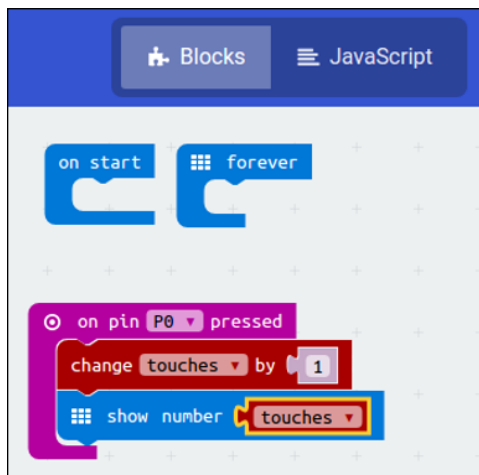 Blocks JavaScript
on start forever
on pin P0 pressed
change touches by 1
show number touches